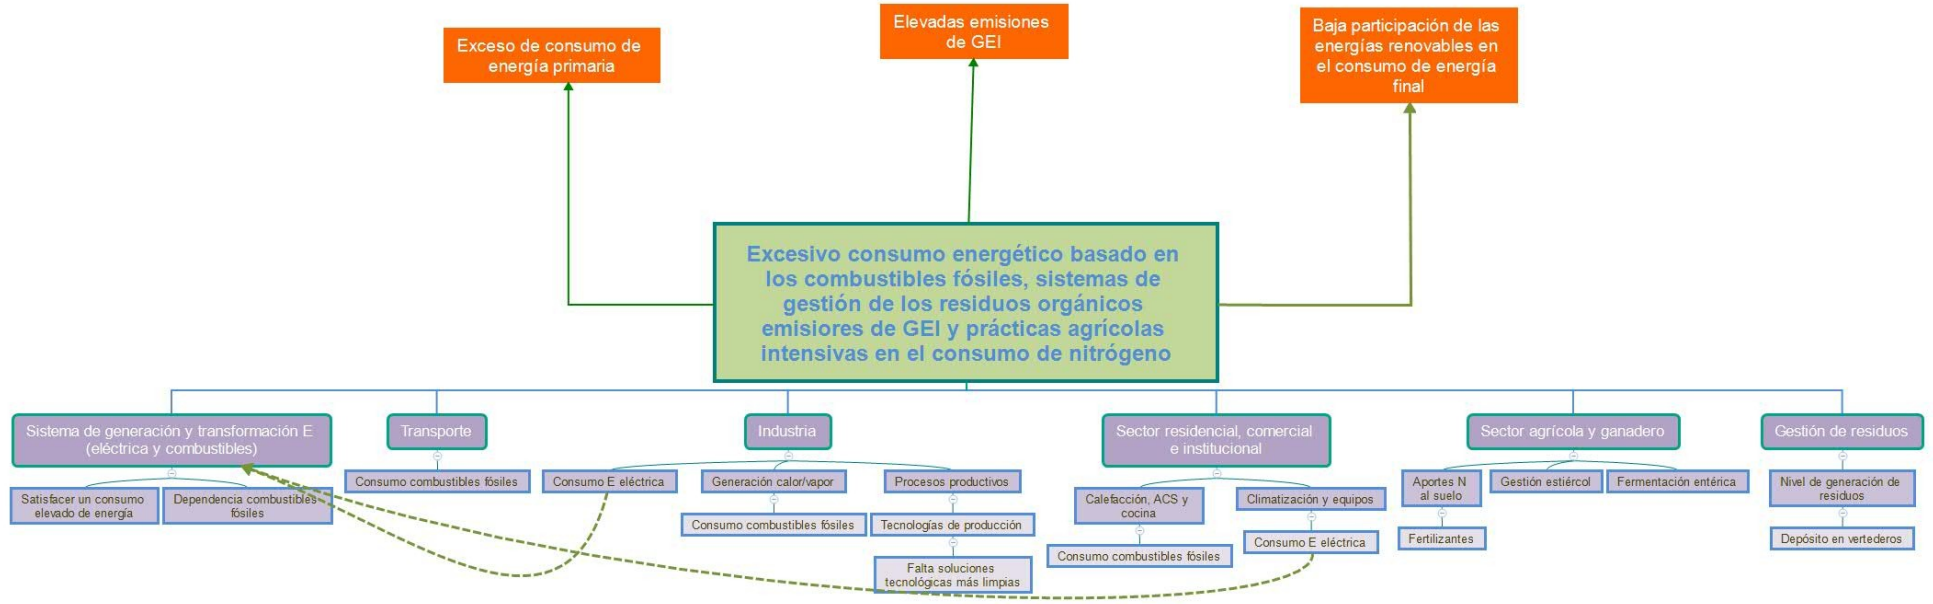 Exceso de consumo de
energía primaria
Elevadas emisiones
de GEI
Baja participación de las
energías renovables en
el consumo de energía
final
Excesivo consumo energético basado en
los combustibles fósiles, sistemas de
gestión de los residuos orgánicos
emisiores de GEI y prácticas agrícolas
intensivas en el consumo de nitrógeno
Sistema de generación y transformación E
(eléctrica y combustibles)
Satisfacer un consumo
elevado de energía
Dependencia combustibles
fósiles
Transporte
Consumo combustibles fósiles
Industria
Consumo E eléctrica
Generación calor/vapor
Consumo combustibles fósiles
Procesos productivos
Tecnologías de producción
Falta soluciones
tecnológicas más limpias
Sector residencial, comercial
e institucional
Calefacción, ACS y
cocina
Consumo combustibles fósiles
Climatización y equipos
Consumo E eléctrica
Sector agrícola y ganadero
Aportes N
al suelo
Fertilizantes
Gestión estiércol
Fermentación entérica
Gestión de residuos
Nivel de generación de
residuos
Depósito en vertederos